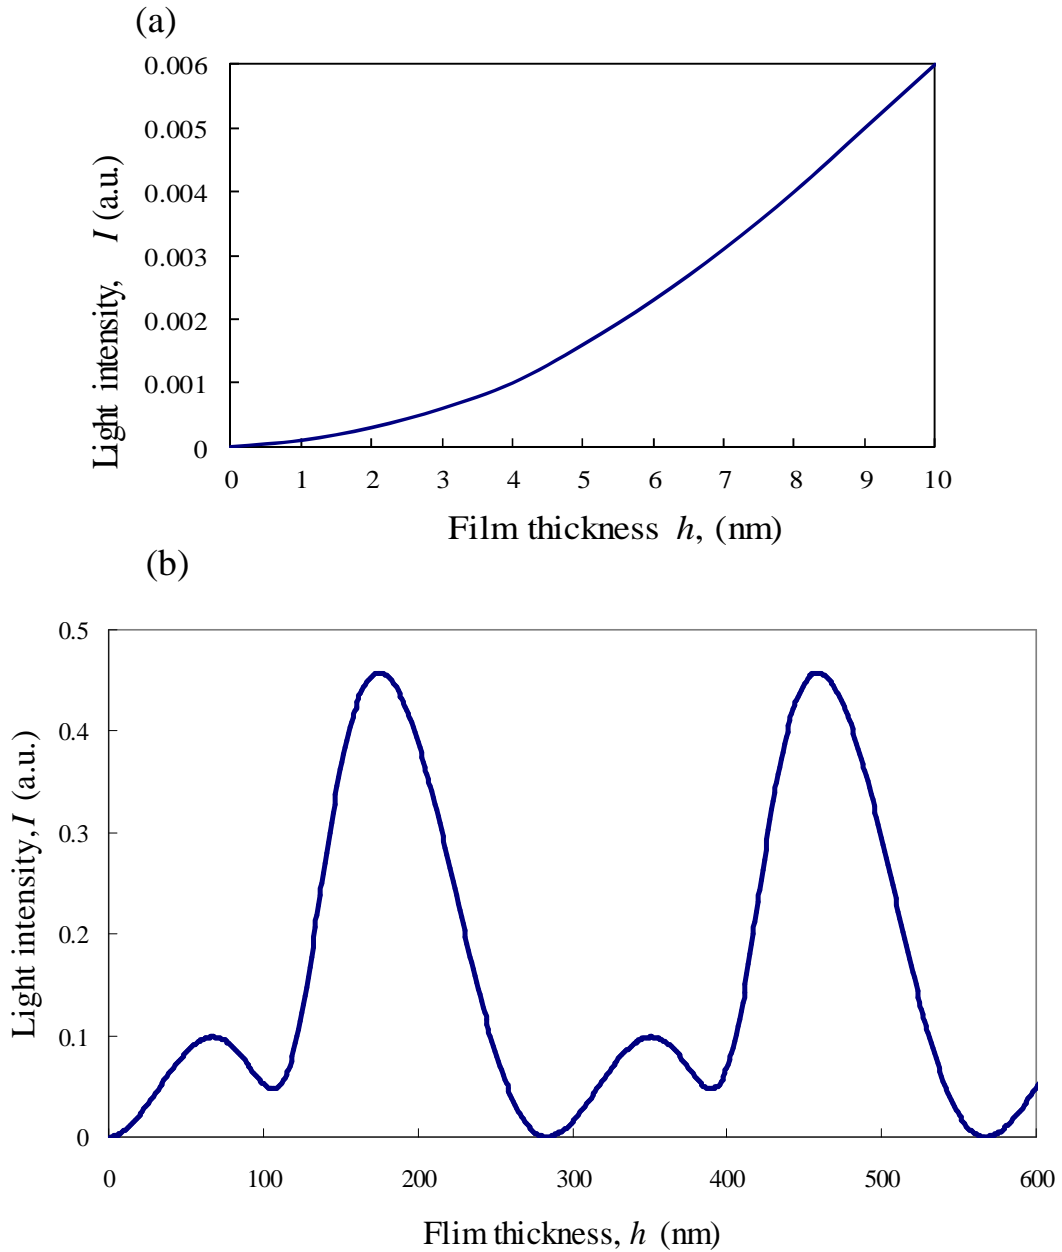 (a)
0.006
0.005
0.004
0.003
0.002
0.001
0
Light intensity, I (a.u.)
0 1 2 3 4 5 6 7 8 9 10
Film thickness h, (nm)
(b)
0.5
0.4
0.3
0.2
0.1
0
Light intensity, I (a.u.)
0 100 200 300 400 500 600
Flim thickness, h (nm)